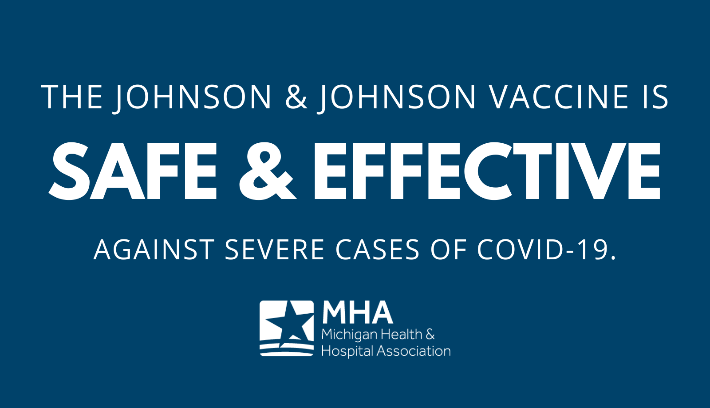 THE JOHNSON & JOHNSON VACCINE IS
SAFE & EFFECTIVE
AGAINST SEVERE CASES OF COVID-19.
MHA
Michigan Health &
Hospital Association